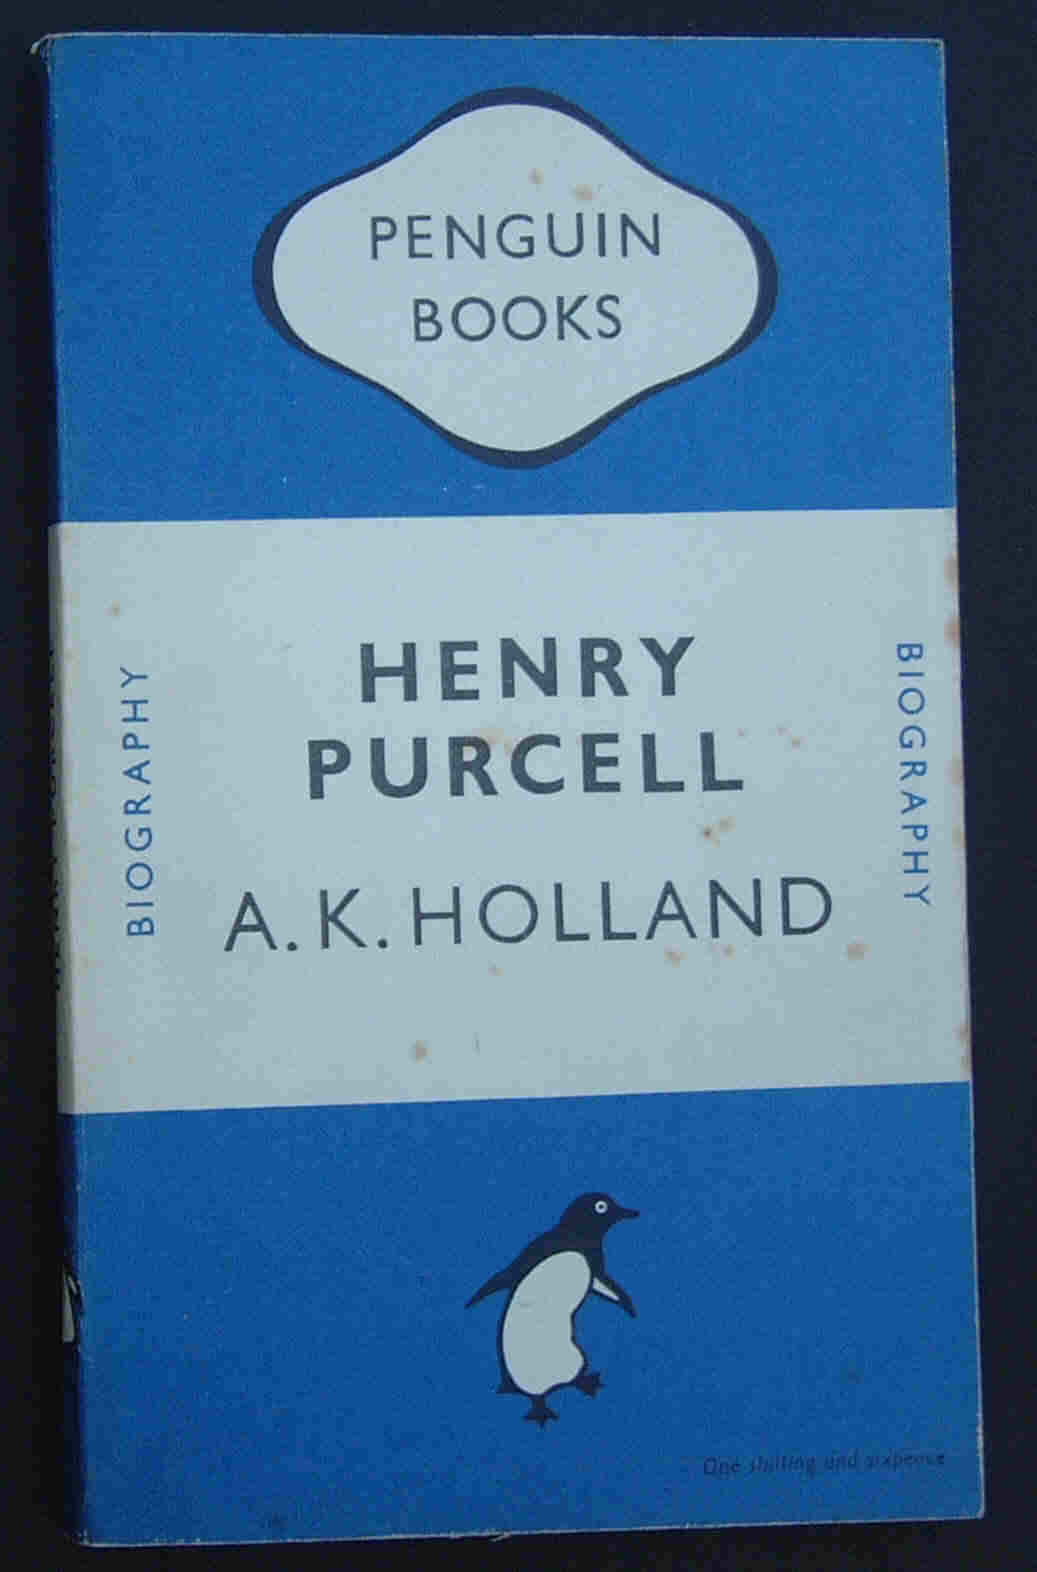 PENGUIN
BOOKS
HENRY
PURCELL
A. K. HOLLAND
BIOGRAPHY
BIOGRAPHY
One shilling and sixpence